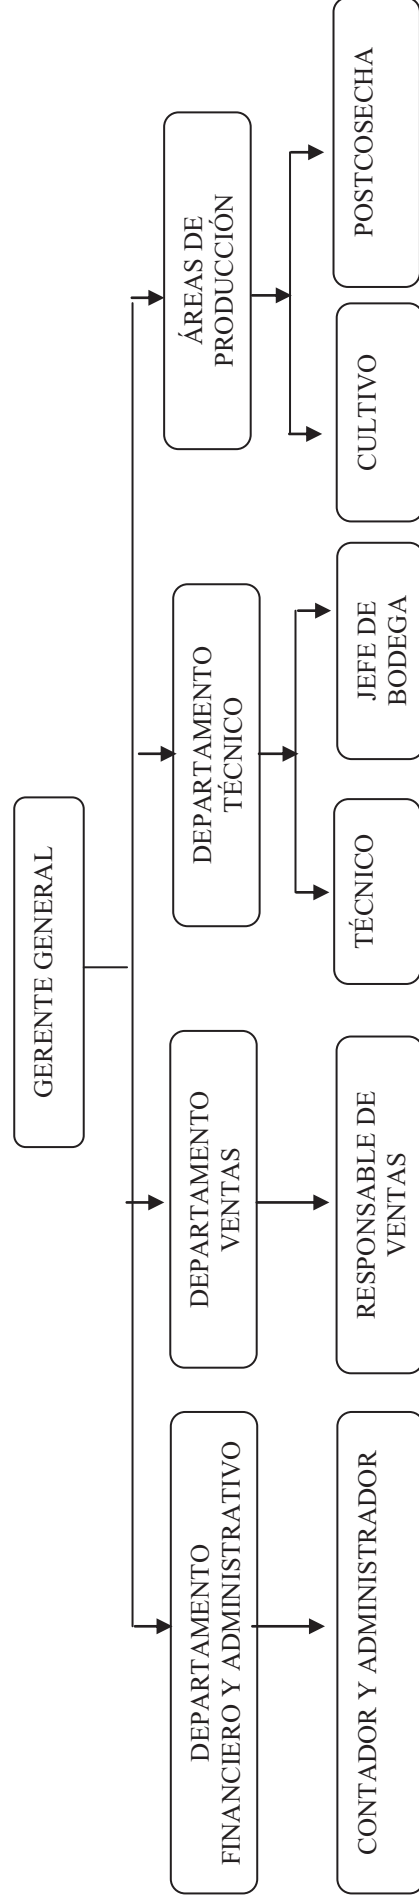 GERENTE GENERAL
DEPARTAMENTO
FINANCIERO Y ADMINISTRATIVO
DEPARTAMENTO
VENTAS
DEPARTAMENTO
TÉCNICO
ÁREAS DE
PRODUCCIÓN
CONTADOR Y ADMINISTRADOR
RESPONSABLE DE
VENTAS
TÉCNICO
JEFE DE
BODEGA
CULTIVO
POSTCOSECHA